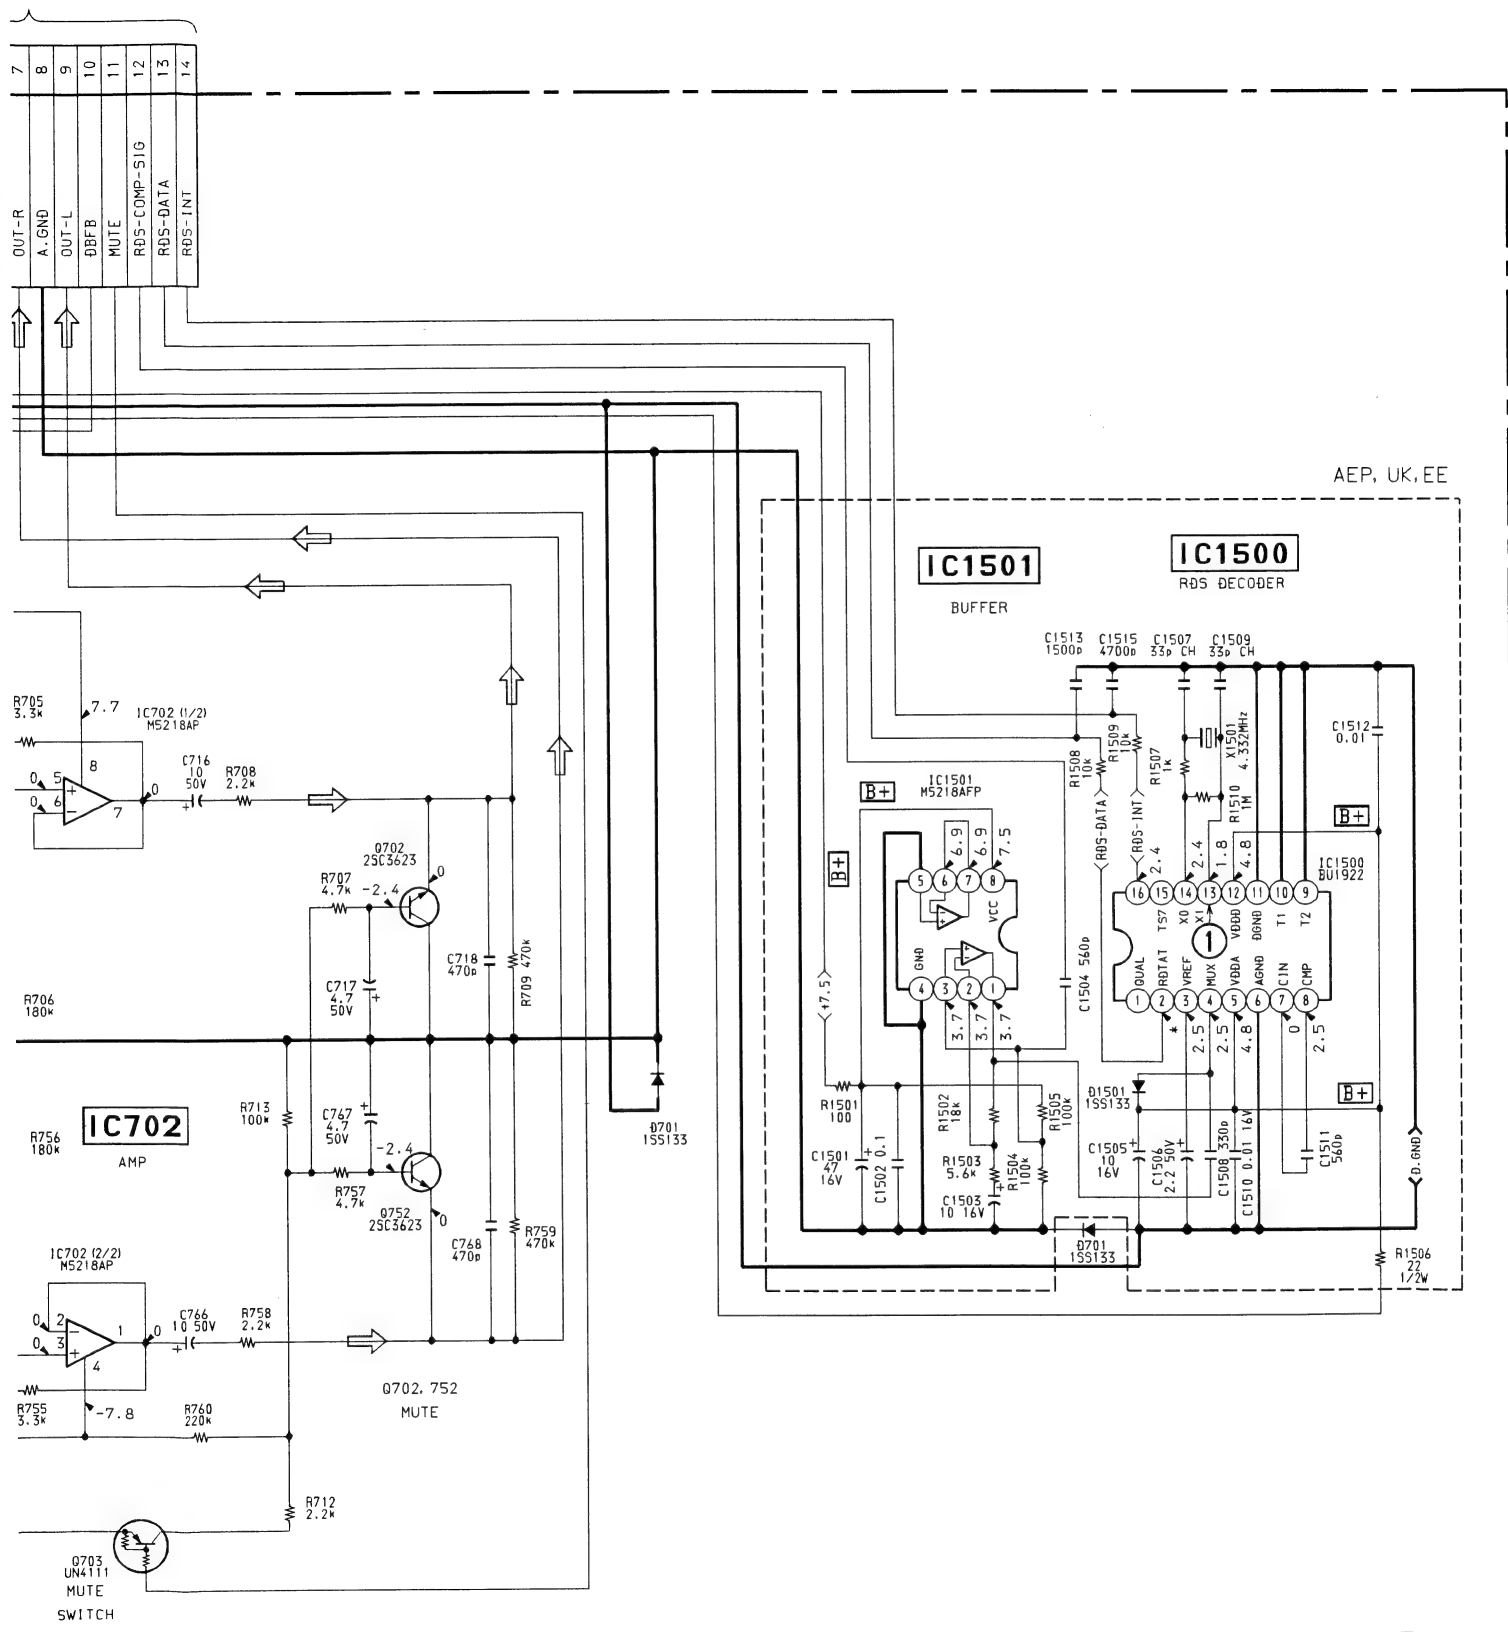 7
8
9
10
11
12
13
14
OUT-R
A.GND
OUT-L
DBFB
MUTE
RDS-COMP-SIG
RDS-DATA
RDS-INT
AEP, UK, EE
IC1501
BUFFER
IC1500
RDS DECODER
C1513
1500p
C1515
4700p
C1507
33p CH
C1509
33p CH
R705
3.3k
7.7
IC702 (1/2)
M5218AP
8
0 5 +
0 6 -
7
0
C716
10
50V
+
R708
2.2k
R1508
10k
R1509
10k
R1507
1k
X1501
4.332MHz
R1510
1M
C1512
0.01
B+
IC1501
M5218AFP
B+
B+
RDS-DATA
RDS-INT
6.9
6.9
7.5
2.4
2.4
1.8
4.8
IC1500
BU1922
5
6
7
8
VCC
GND
4
3
2
1
3.7
3.7
3.7
C1504 560p
16
15
14
13
12
11
10
9
TS7
XO
X1
VDDD
DGND
T1
T2
1
QUAL
RDTAT
VREF
MUX
VDDA
AGND
CIN
CMP
1
2
3
4
5
6
7
8
*
2.5
2.5
4.8
0
2.5
Q702
2SC3623
R707
4.7k
-2.4
0
C718
470p
R709 470k
C717
4.7
50V
+
R706
180k
+7.5
B+
IC702
AMP
R713
100k
C767
4.7
50V
+
R756
180k
-2.4
R757
4.7k
Q752
2SC3623
0
C768
470p
R759
470k
D701
1SS133
R1501
100
R1502
18k
R1505
100k
D1501
1SS133
C1501
47
16V
+
C1502 0.1
R1503
5.6k
R1504
100k
C1503
10 16V
+
C1505
10
16V
+
C1506
2.2 50V
+
C1508 330p
C1510 0.01 16V
C1511
560p
D.GND
D701
1SS133
R1506
22
1/2W
IC702 (2/2)
M5218AP
0 2 -
0 3 +
1
0
4
-7.8
C766
10 50V
+
R758
2.2k
Q702, 752
MUTE
R755
3.3k
R760
220k
R712
2.2k
Q703
UN4111
MUTE
SWITCH